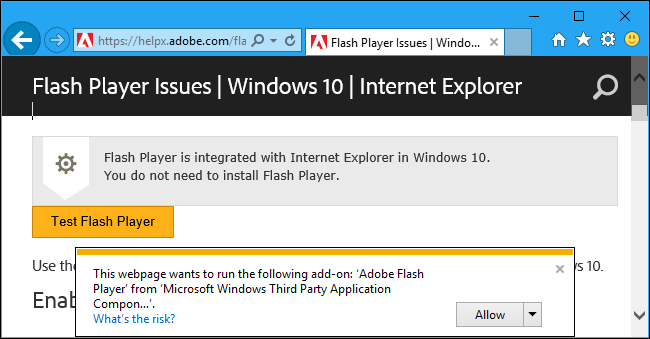 https://helpx.adobe.com/fla
Flash Player Issues | Windo...
Flash Player Issues | Windows 10 | Internet Explorer
Flash Player is integrated with Internet Explorer in Windows 10.
You do not need to install Flash Player.
Test Flash Player
Use the
ws 10.
Enab
This webpage wants to run the following add-on: 'Adobe Flash
Player' from 'Microsoft Windows Third Party Application
Compon...'.
What's the risk?
Allow